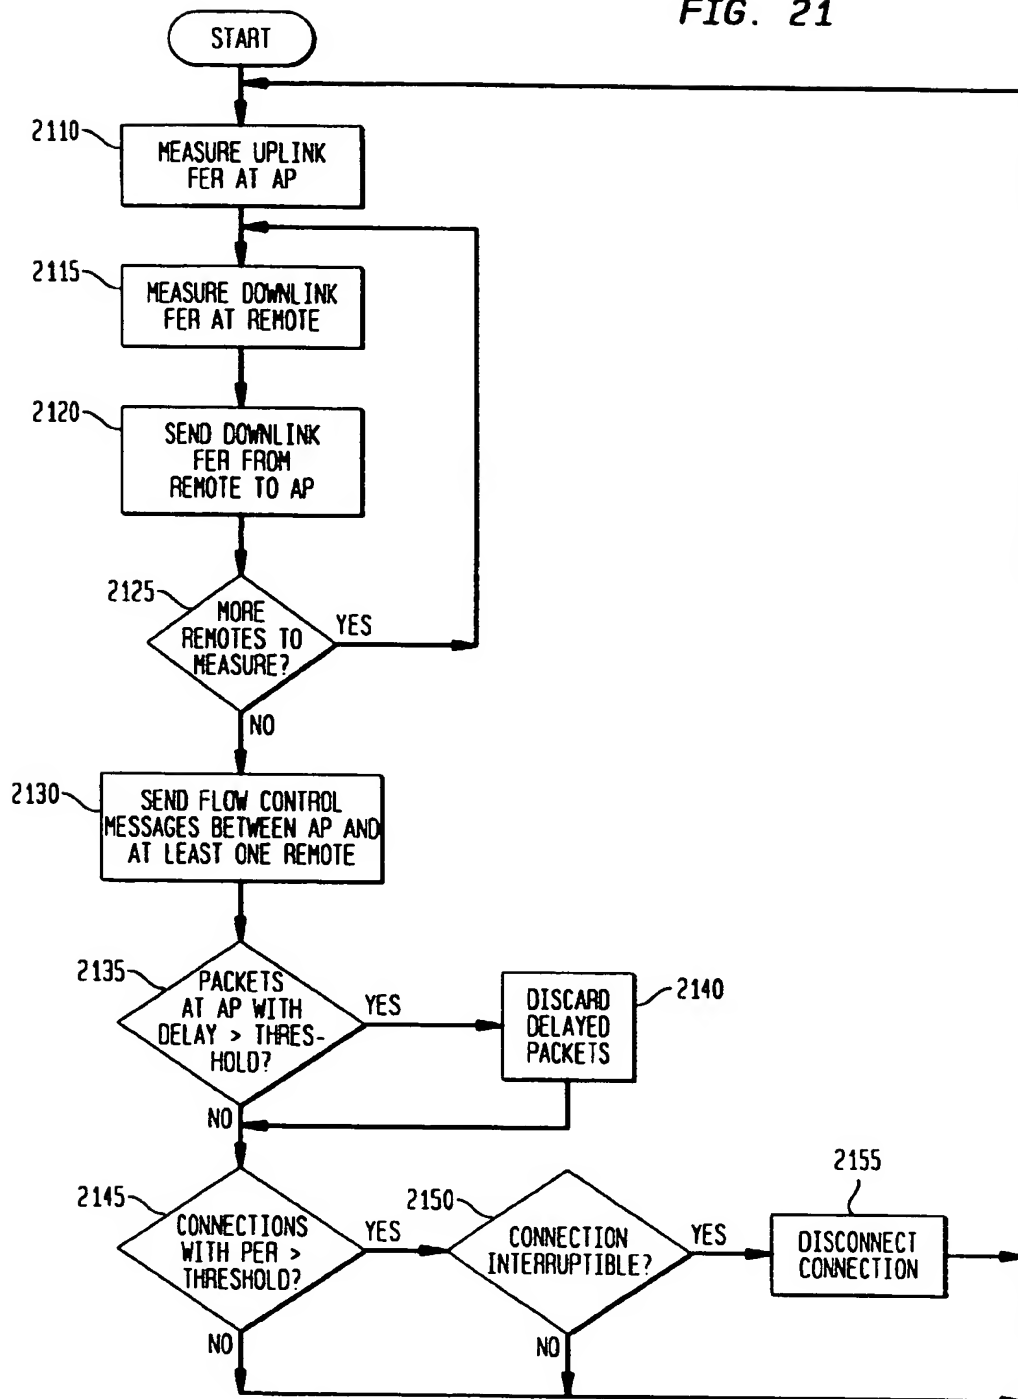 FIG. 21
START
2110
MEASURE UPLINK
FER AT AP
2115
MEASURE DOWNLINK
FER AT REMOTE
2120
SEND DOWNLINK
FER FROM
REMOTE TO AP
2125
MORE
REMOTES TO
MEASURE?
YES
NO
2130
SEND FLOW CONTROL
MESSAGES BETWEEN AP AND
AT LEAST ONE REMOTE
2135
PACKETS
AT AP WITH
DELAY > THRES-
HOLD?
YES
2140
DISCARD
DELAYED
PACKETS
NO
2145
CONNECTIONS
WITH PER >
THRESHOLD?
YES
2150
CONNECTION
INTERRUPTIBLE?
YES
2155
DISCONNECT
CONNECTION
NO
NO